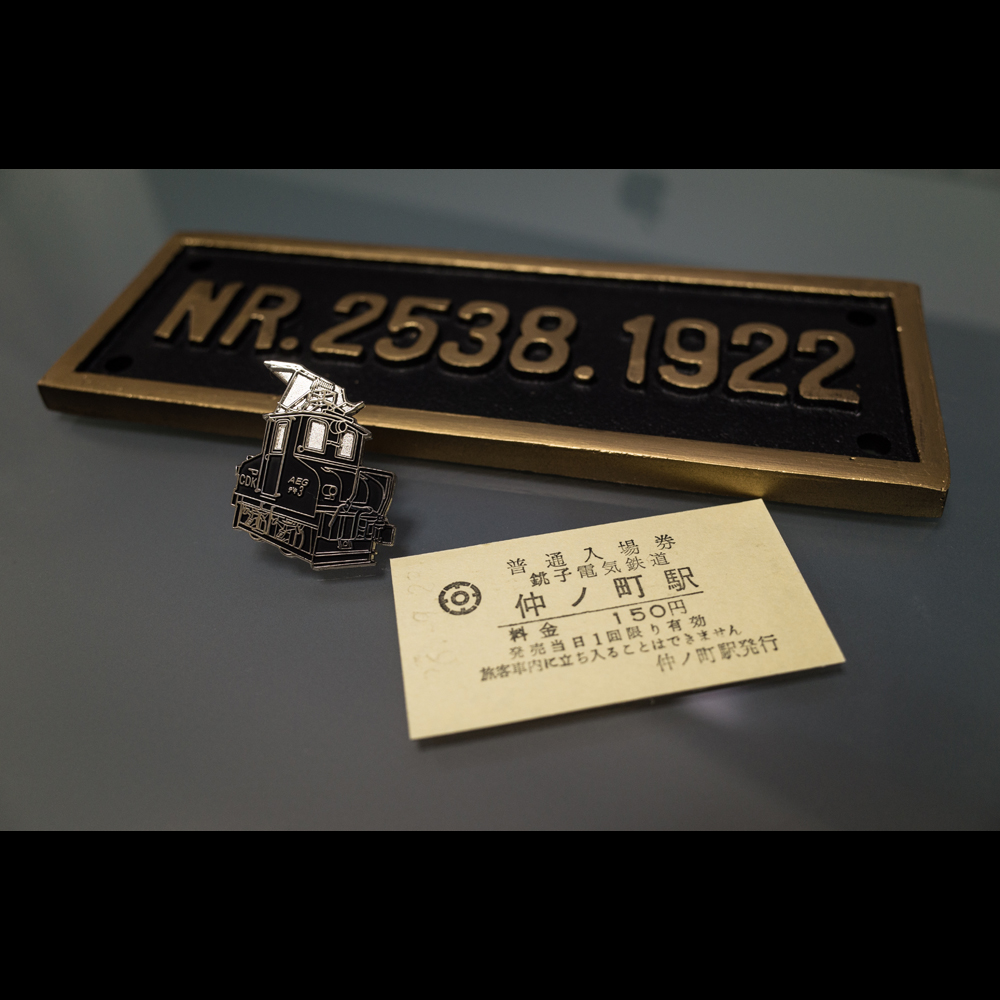 NR.2538.1922
CDK
AEG
デキ3
普通入場券
銚子電気鉄道
仲ノ町駅
料金 150円
発売当日1回限り有効
旅客車内に立ち入ることはできません
仲ノ町駅発行